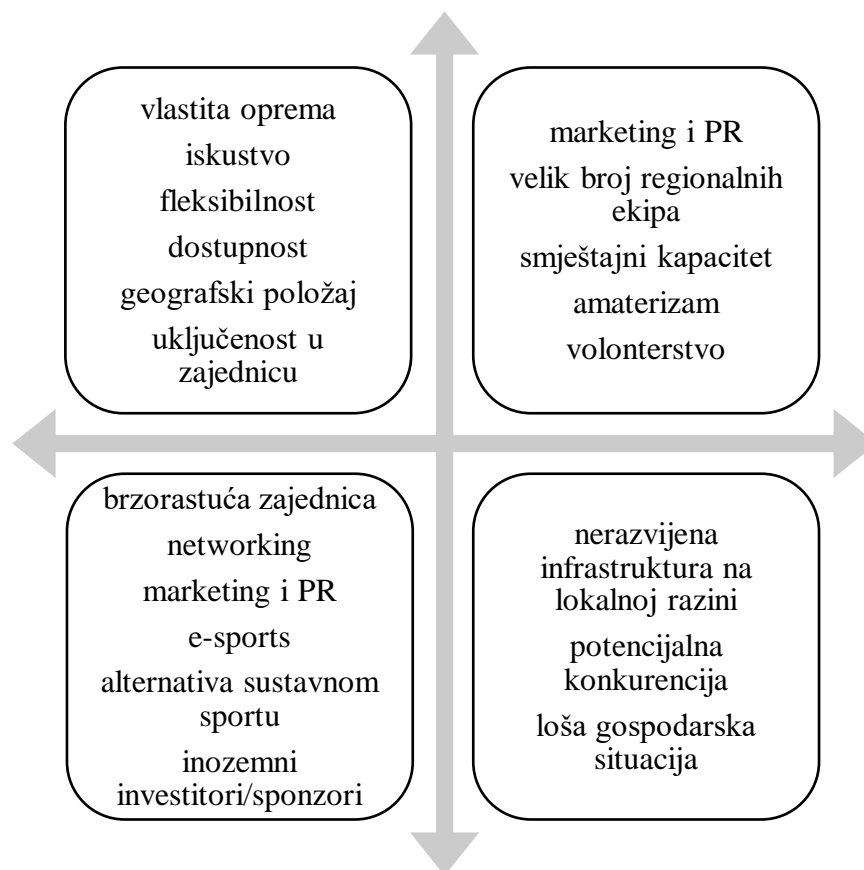 vlastita oprema
iskustvo
fleksibilnost
dostupnost
geografski položaj
uključenost u
zajednicu
marketing i PR
velik broj regionalnih
ekipa
smještajni kapacitet
amaterizam
volonterstvo
brzorastuća zajednica
networking
marketing i PR
e-sports
alternativa sustavnom
sportu
inozemni
investitori/sponzori
nerazvijena
infrastruktura na
lokalnoj razini
potencijalna
konkurencija
loša gospodarska
situacija